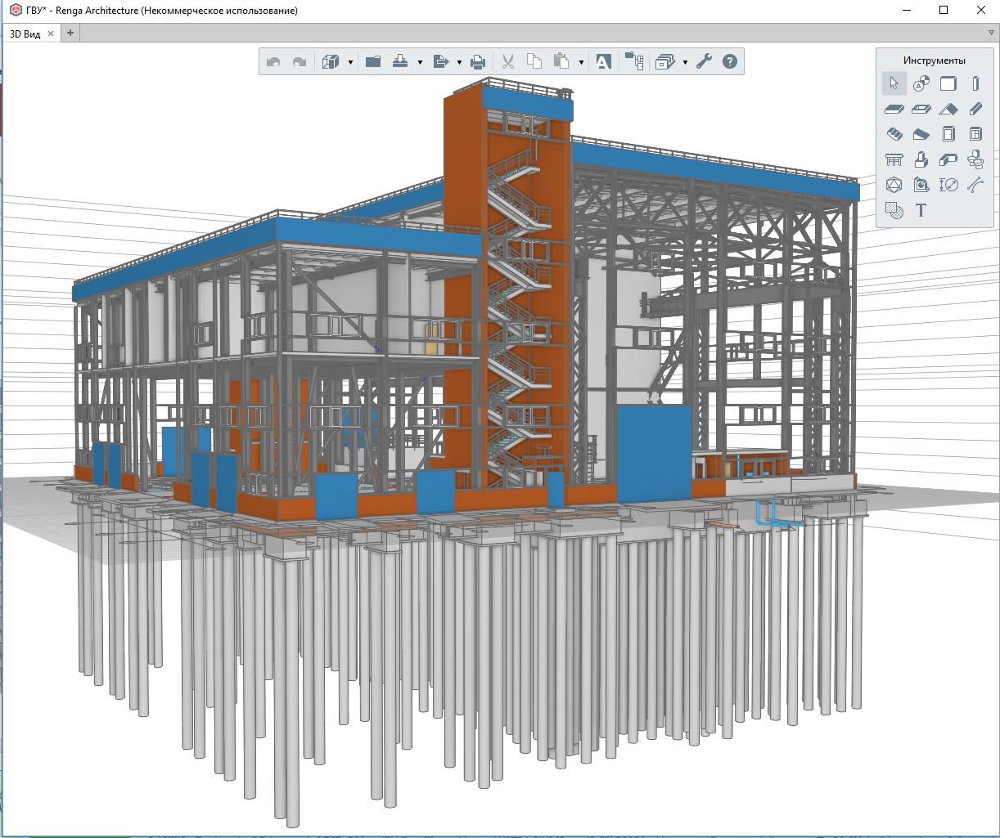 ГВУ* - Renga Architecture (Некоммерческое использование)
3D Вид
Инструменты